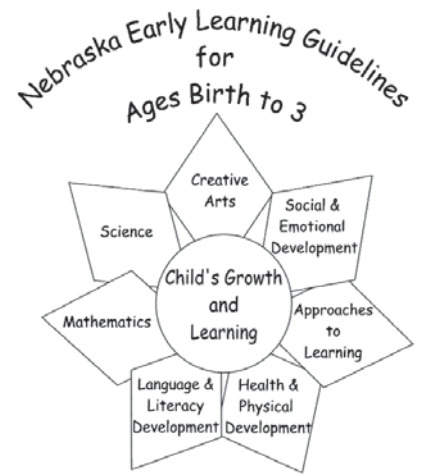 Nebraska Early Learning Guidelines
for
Ages Birth to 3
Creative
Arts
Social &
Emotional
Development
Approaches
to
Learning
Health &
Physical
Development
Language &
Literacy
Development
Mathematics
Science
Child's Growth
and
Learning